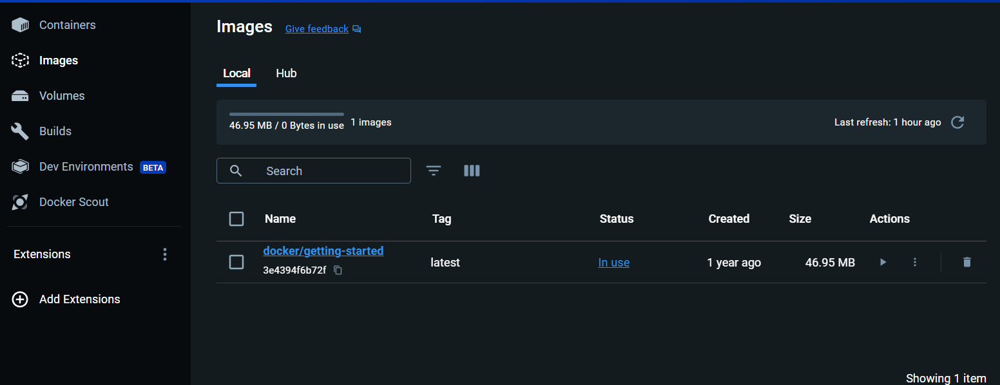 Containers
Images
Volumes
Builds
Dev Environments BETA
Docker Scout
Extensions
Add Extensions
Images Give feedback
Local Hub
46.95 MB / 0 Bytes in use 1 images Last refresh: 1 hour ago
Search
Name Tag Status Created Size Actions
docker/getting-started
3e4394f6b72f latest In use 1 year ago 46.95 MB
Showing 1 item